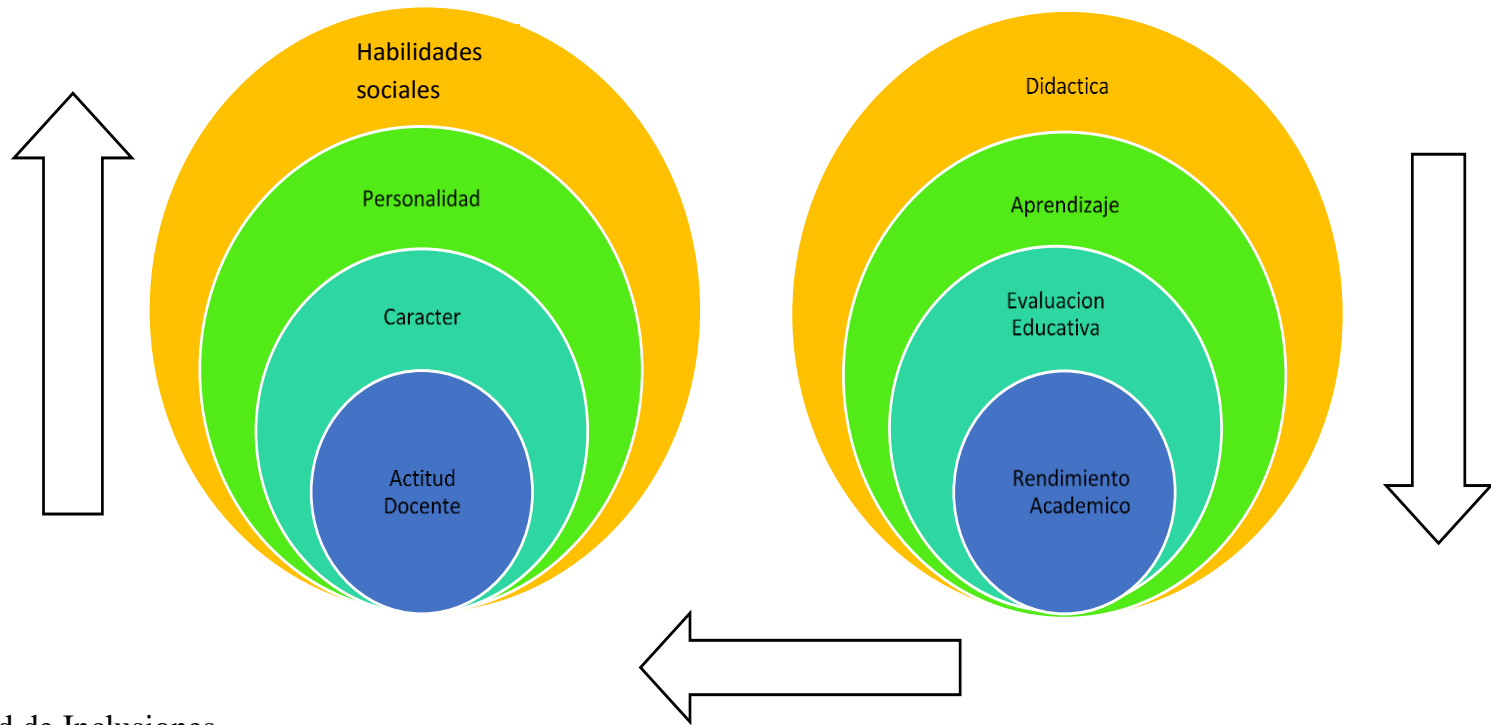 Habilidades
sociales
Personalidad
Caracter
Actitud
Docente
Didactica
Aprendizaje
Evaluacion
Educativa
Rendimiento
Academico
d de Inclusiones